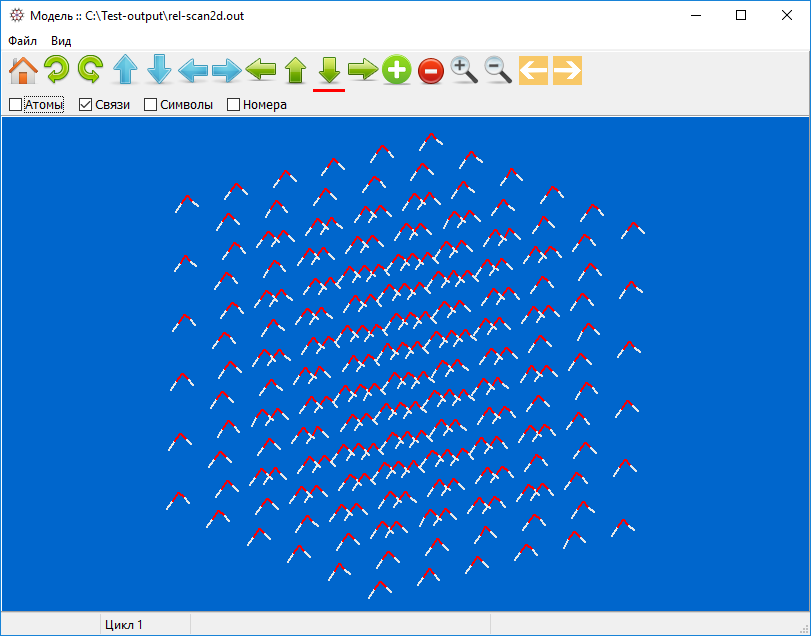 Модель :: C:\Test-output\rel-scan2d.out
Файл Вид
Атомы Связи Символы Номера
Цикл 1